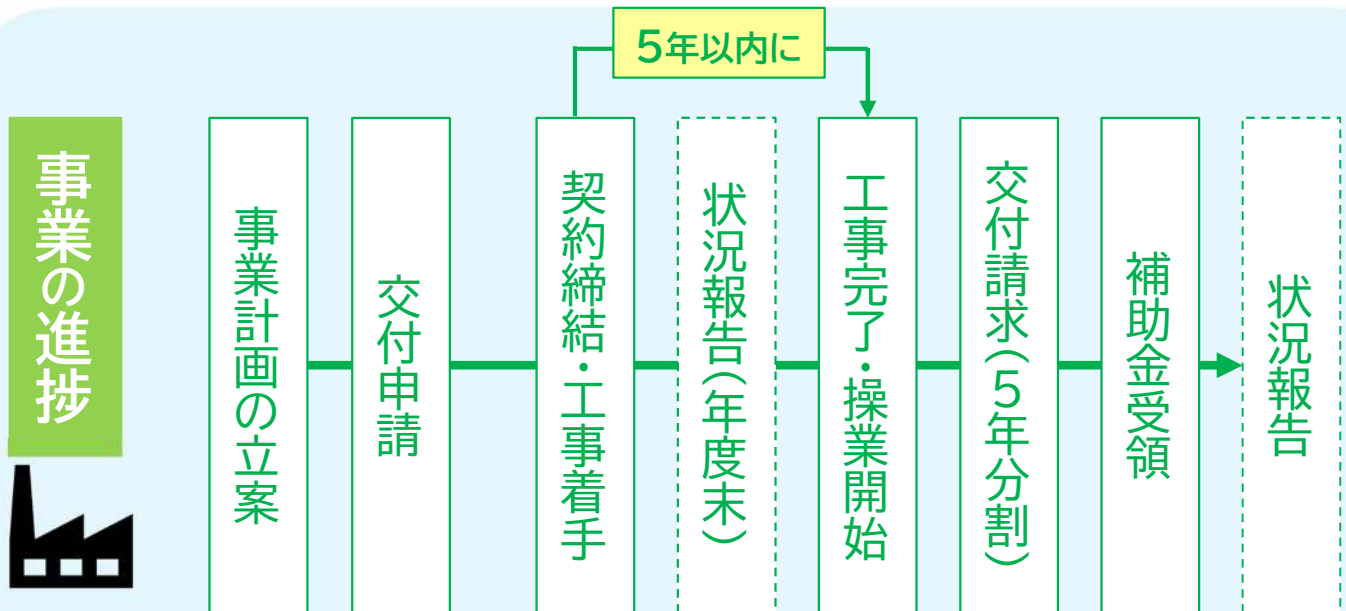 5年以内に
事業の進捗
事業計画の立案
交付申請
契約締結・工事着手
状況報告(年度末)
工事完了・操業開始
交付請求(5年分割)
補助金受領
状況報告